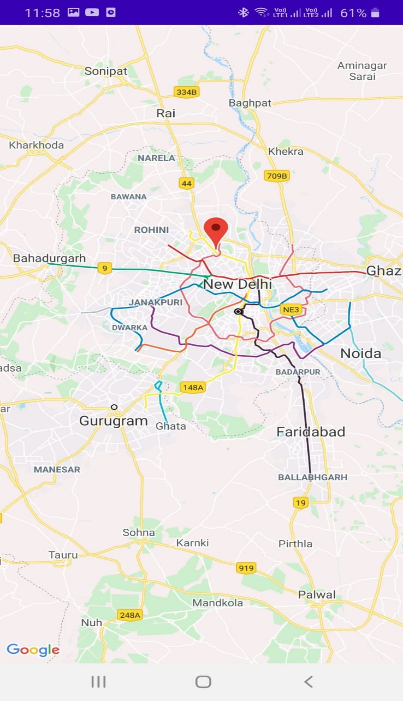 11:58 Vo) LTE1 Vo) LTE2 61%
Sonipat
Aminagar
Sarai
334B
Baghpat
Rai
Kharkhoda
Khekra
NARELA
709B
44
BAWANA
ROHINI
Bahadurgarh
9
Ghaz
New Delhi
JANAKPURI
NE3
DWARKA
Noida
adsa
BADARPUR
148A
ar
Gurugram
Ghata
Faridabad
MANESAR
BALLABHGARH
19
Sohna
Karnki
Pirthla
Tauru
919
Palwal
Mandkola
248A
Nuh
Google